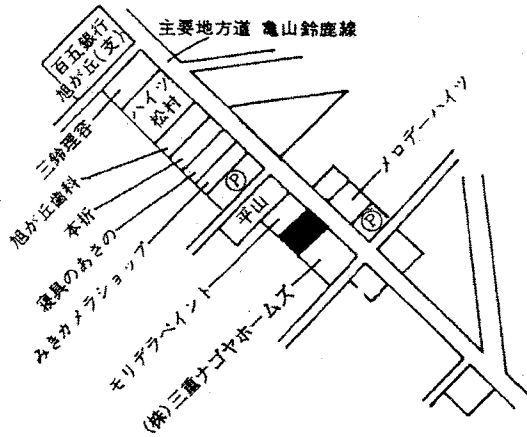 主要地方道 亀山鈴鹿線
百五銀行
旭が丘(支)
ハイツ
松村
三鈴理容
旭が丘歯科
本折
寝具のあさの
みきカメラショップ
P
平山
モリデラペイント
(株)三重ナゴヤホームズ
メロデーハイツ
P